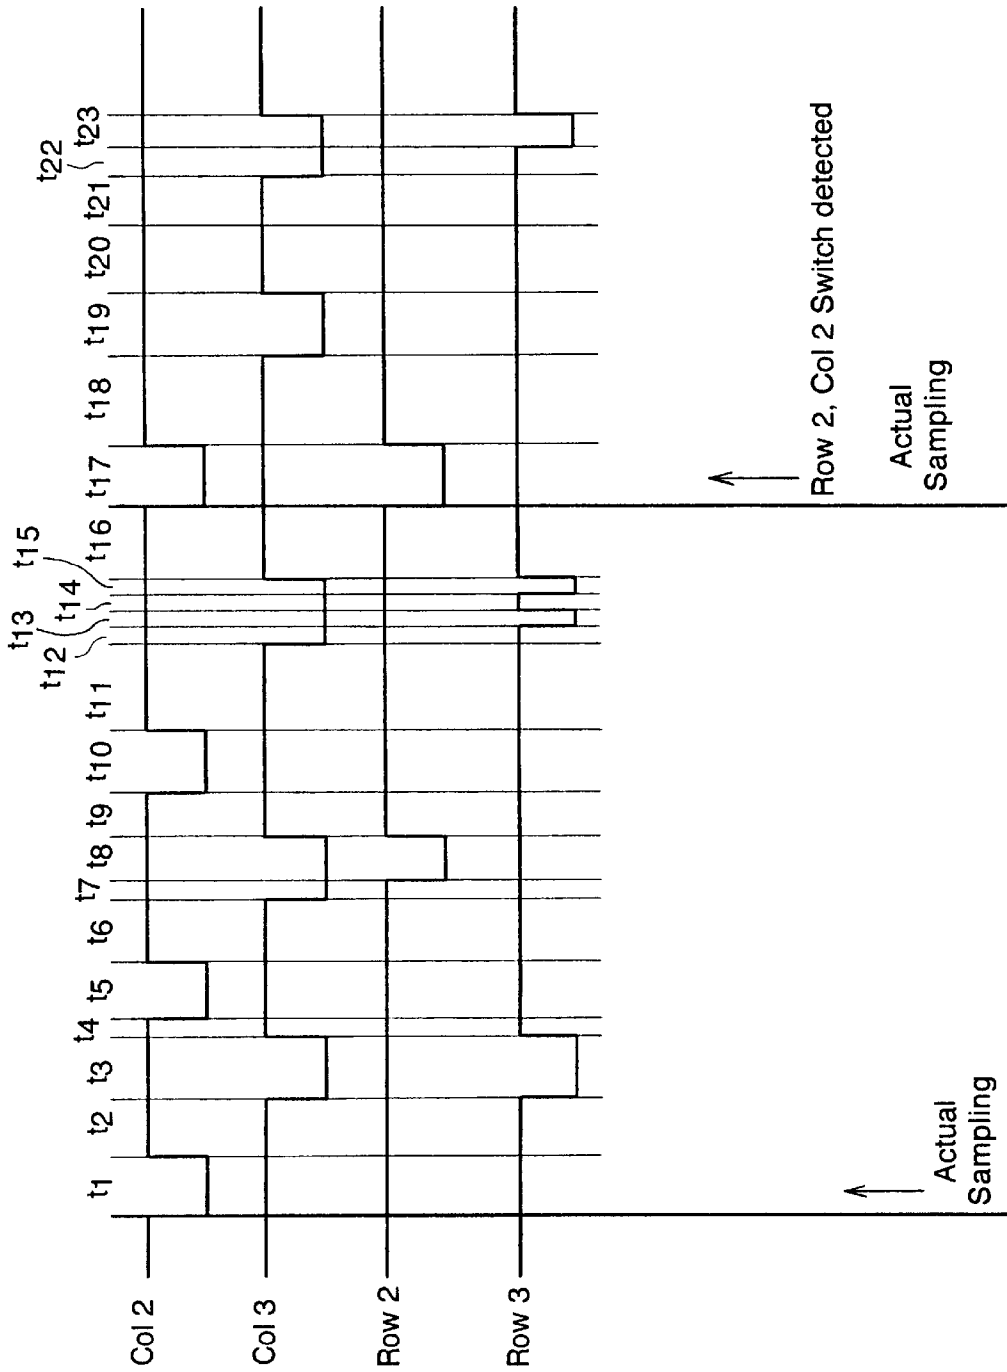 t1 t2 t3 t4 t5 t6 t7 t8 t9 t10 t11 t12 t13 t14 t15 t16 t17 t18 t19 t20 t21 t22 t23
Col 2
Col 3
Row 2
Row 3
Actual
Sampling
Row 2, Col 2 Switch detected
Actual
Sampling